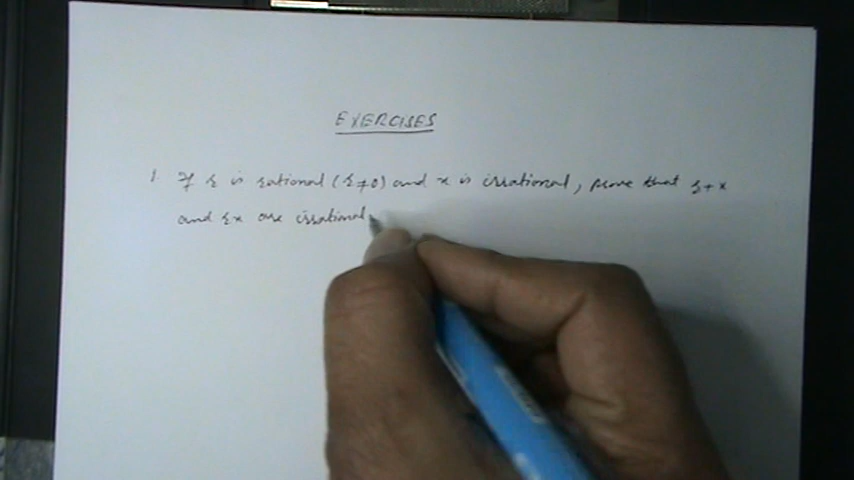 EXERCISES
1 If r is rational (r≠0) and x is irrational, prove that r+x
and rx are irrational